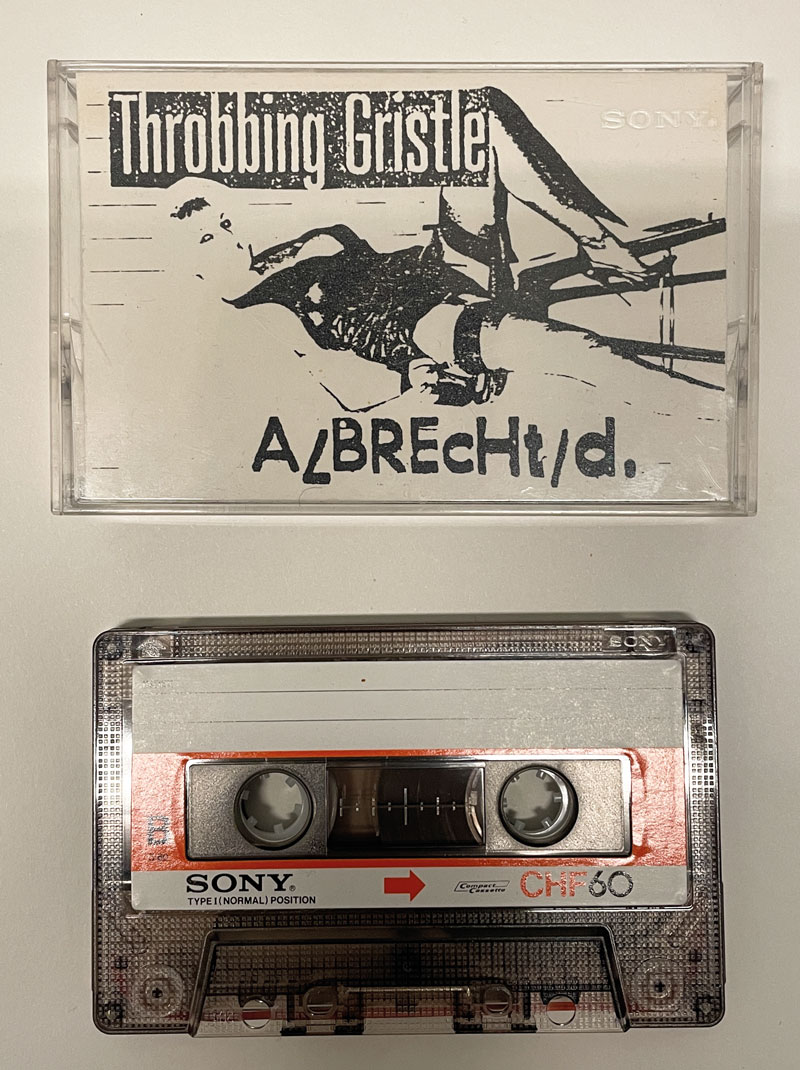 Throbbing Gristle
SONY®
ALBREcHt/d.
SONY
SONY®
TYPE I (NORMAL) POSITION
Compact
Cassette
CHF60